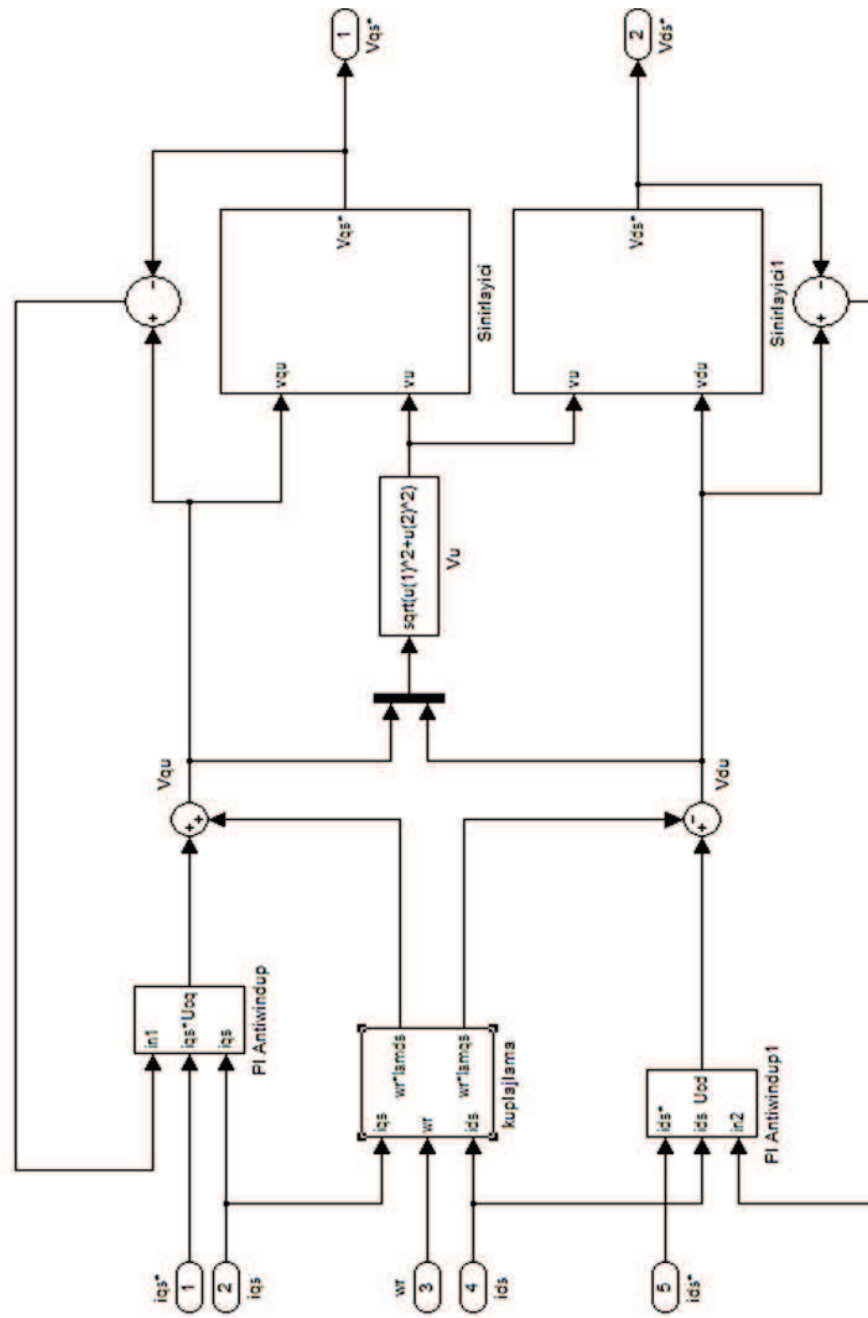 iqs*
1
2
iqs
wr
3
4
ids
5
ids*
in1
iqs*Uoq
iqs
PI Antiwindup
iqs
wr*lamds
wr
wr*lamqs
ids
kuplajlama
ids*
ids Uod
in2
PI Antiwindup1
Vqu
+
+
-
+
Vdu
sqrt(u(1)^2+u(2)^2)
Vu
+
-
vqu
Vqs*
vu
Sinirlayici
vu
Vds*
vdu
Sinirlayici1
+
-
1
Vqs*
2
Vds*